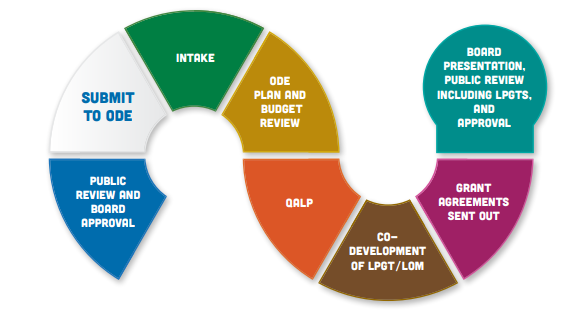 PUBLIC
REVIEW AND
BOARD
APPROVAL
SUBMIT
TO ODE
INTAKE
ODE
PLAN AND
BUDGET
REVIEW
QALP
CO-
DEVELOPMENT
OF LPGT/LOM
GRANT
AGREEMENTS
SENT OUT
BOARD
PRESENTATION,
PUBLIC REVIEW
INCLUDING LPGTS,
AND
APPROVAL